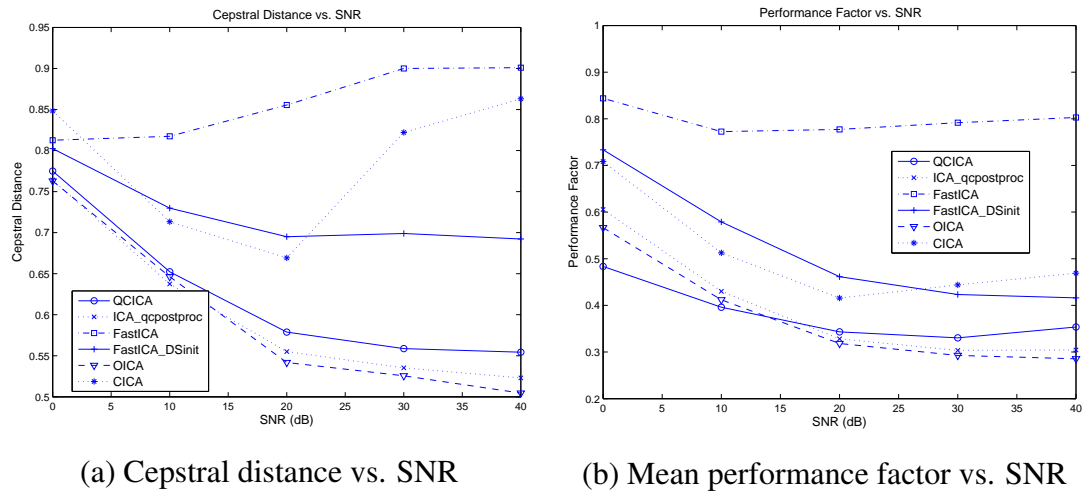 Cepstral Distance vs. SNR
0.95
0.9
0.85
0.8
0.75
0.7
0.65
0.6
0.55
0.5
Cepstral Distance
QCICA
ICA_qcpostproc
FastICA
FastICA_DSinit
OICA
CICA
0 5 10 15 20 25 30 35 40
SNR (dB)
(a) Cepstral distance vs. SNR
Performance Factor vs. SNR
1
0.9
0.8
0.7
0.6
0.5
0.4
0.3
0.2
Performance Factor
QCICA
ICA_qcpostproc
FastICA
FastICA_DSinit
OICA
CICA
0 5 10 15 20 25 30 35 40
SNR (dB)
(b) Mean performance factor vs. SNR